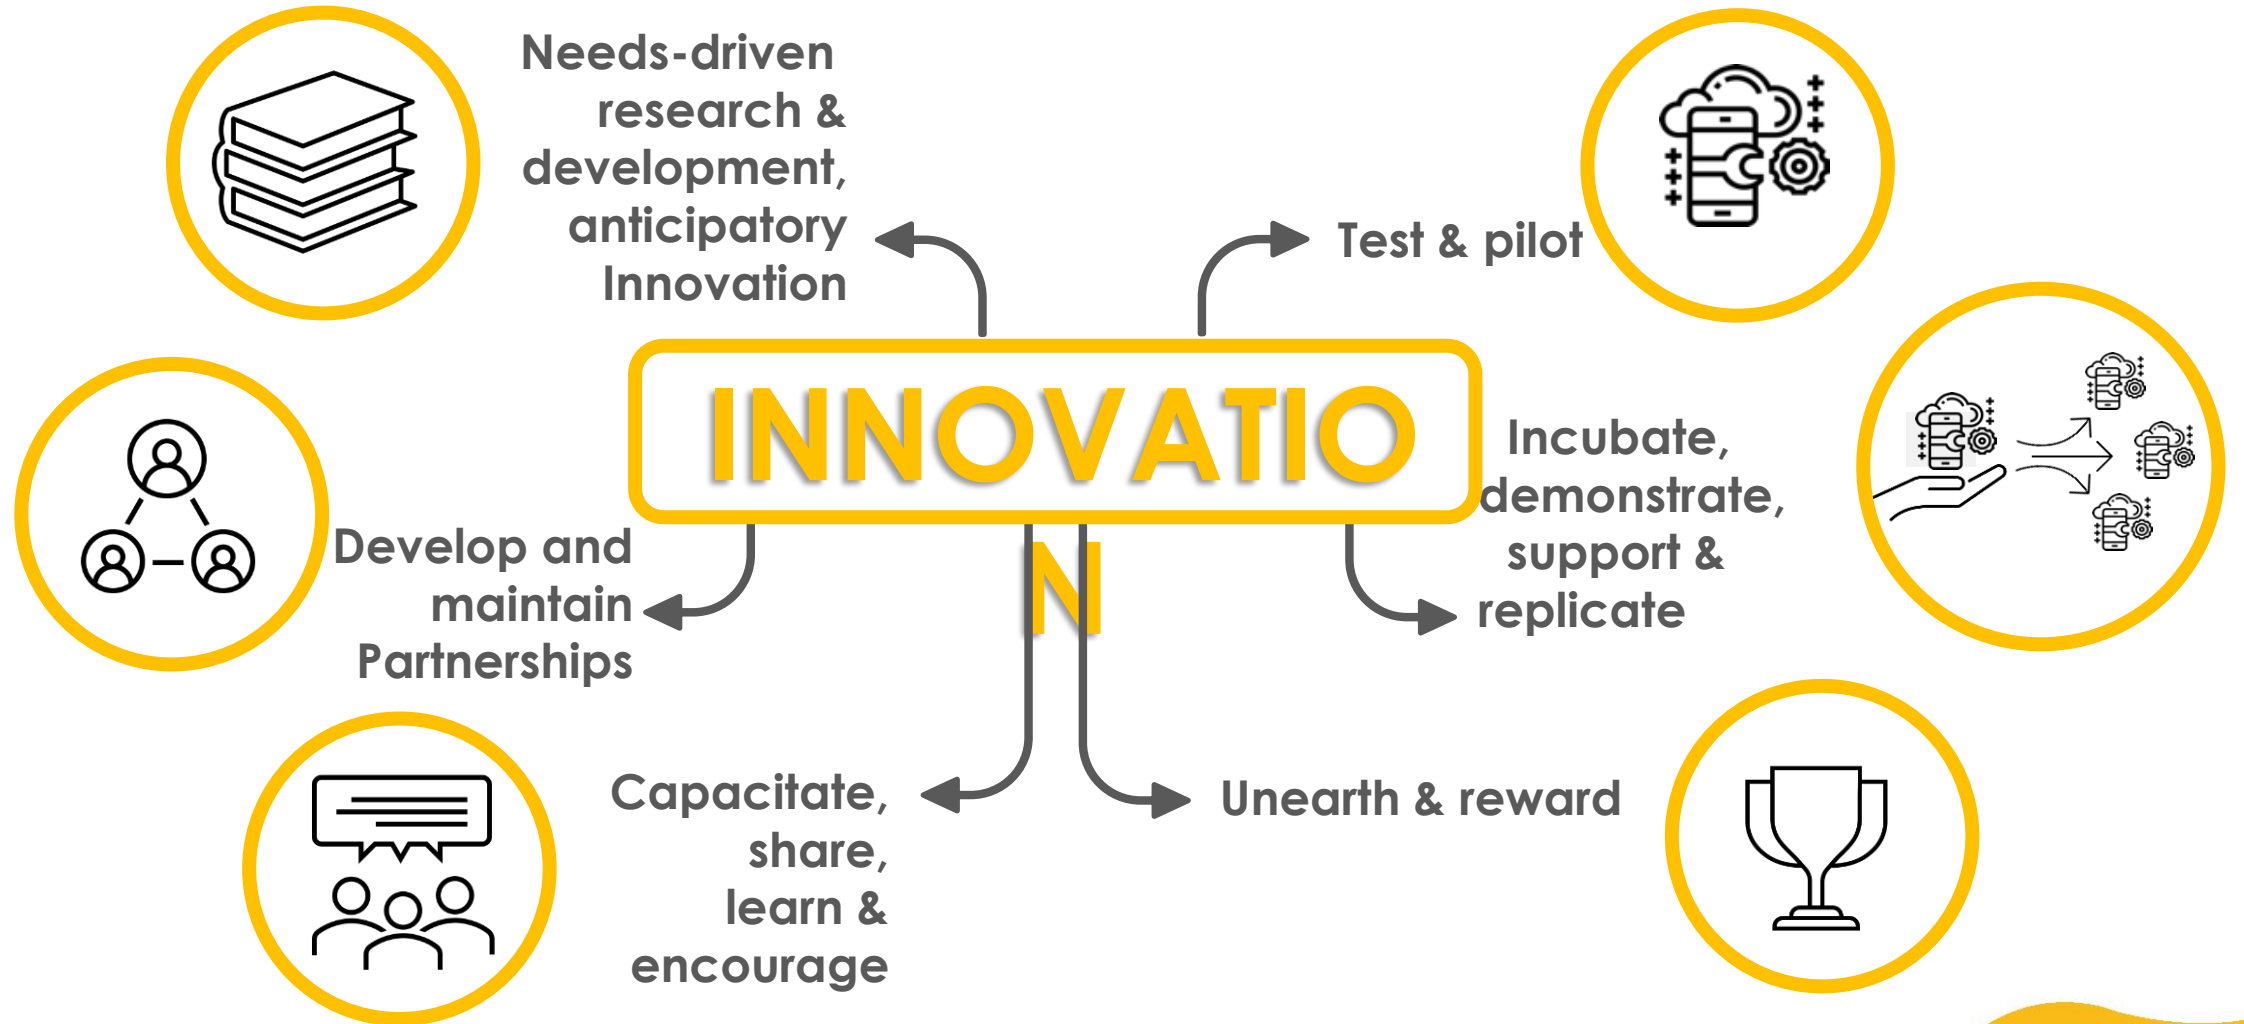 Needs-driven
research &
development,
anticipatory
Innovation
Test & pilot
INNOVATIO
N
Incubate,
demonstrate,
support &
replicate
Develop and
maintain
Partnerships
Capacitate,
share,
learn &
encourage
Unearth & reward